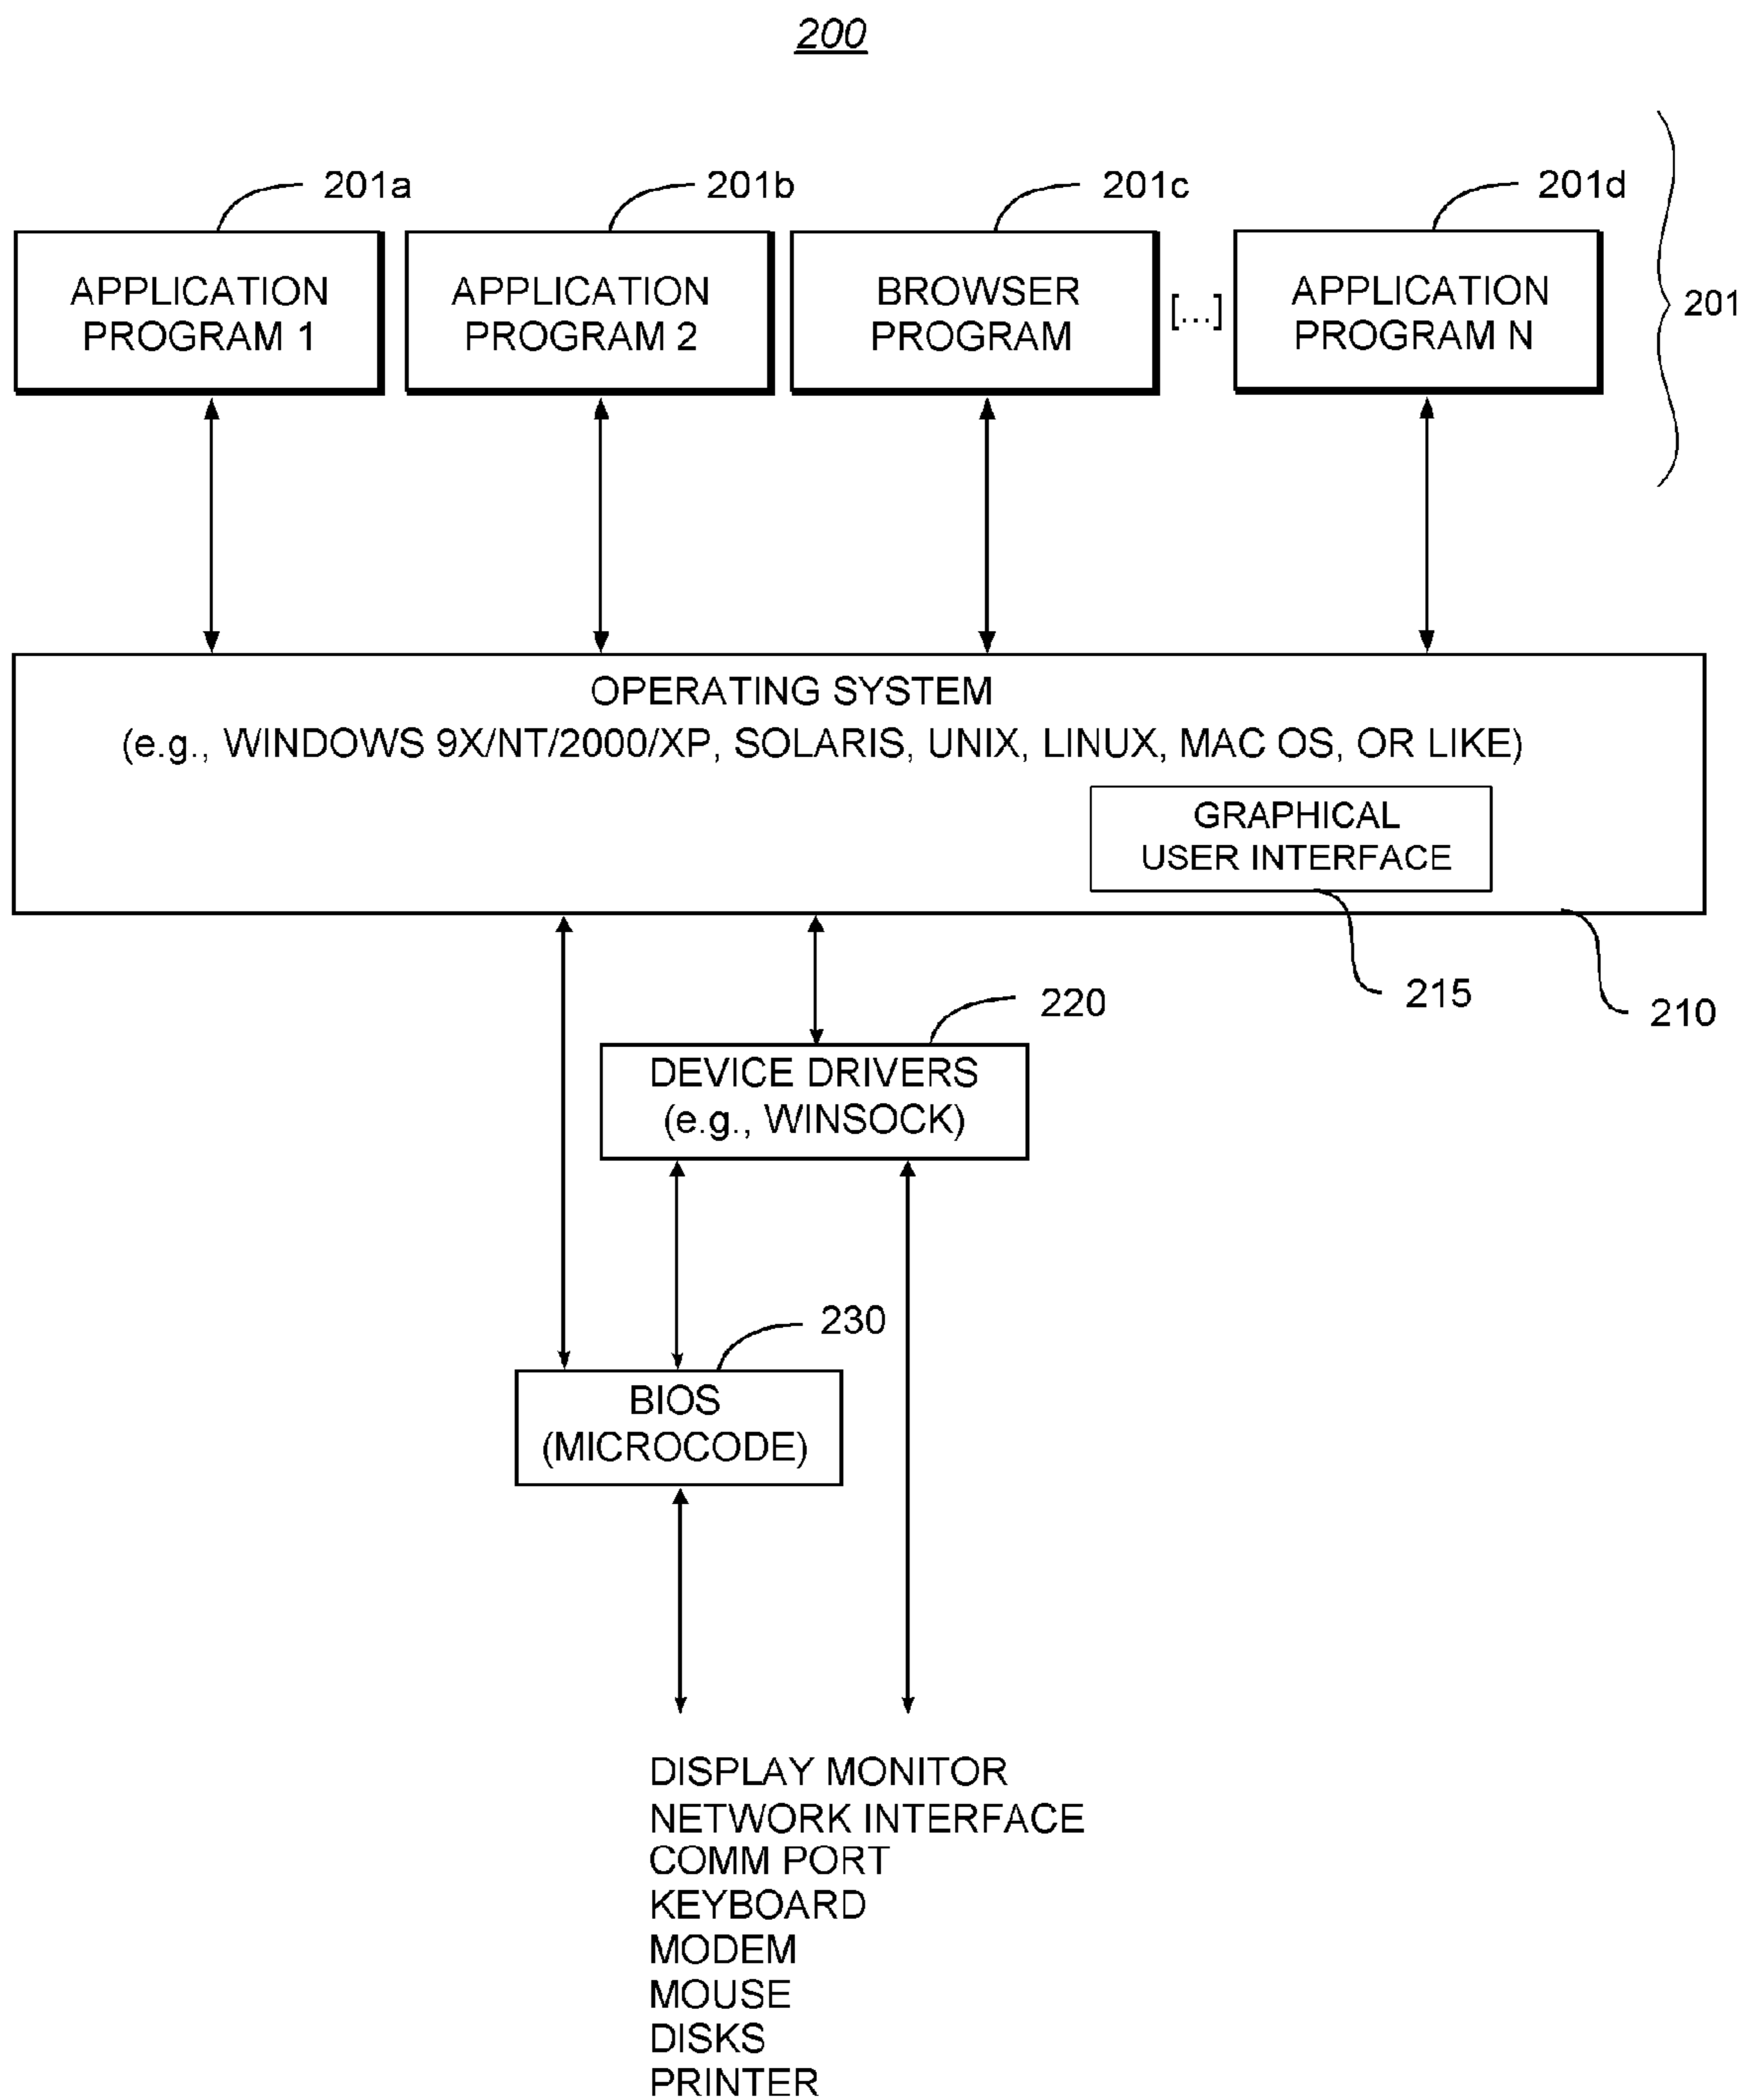 200
201a
201b
201c
201d
APPLICATION
PROGRAM 1
APPLICATION
PROGRAM 2
BROWSER
PROGRAM
[...]
APPLICATION
PROGRAM N
201
OPERATING SYSTEM
(e.g., WINDOWS 9X/NT/2000/XP, SOLARIS, UNIX, LINUX, MAC OS, OR LIKE)
GRAPHICAL
USER INTERFACE
215
210
220
DEVICE DRIVERS
(e.g., WINSOCK)
230
BIOS
(MICROCODE)
DISPLAY MONITOR
NETWORK INTERFACE
COMM PORT
KEYBOARD
MODEM
MOUSE
DISKS
PRINTER